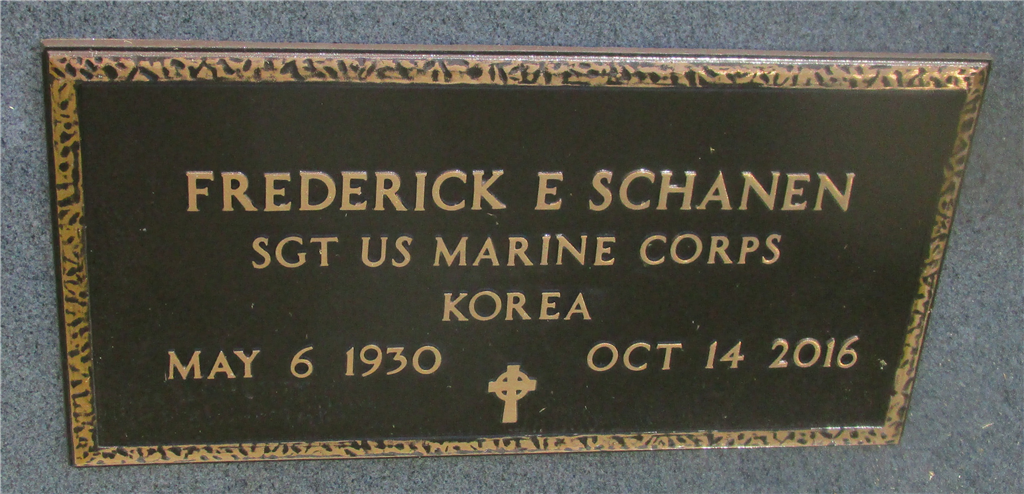 FREDERICK E SCHANEN
SGT US MARINE CORPS
KOREA
MAY 6 1930 OCT 14 2016